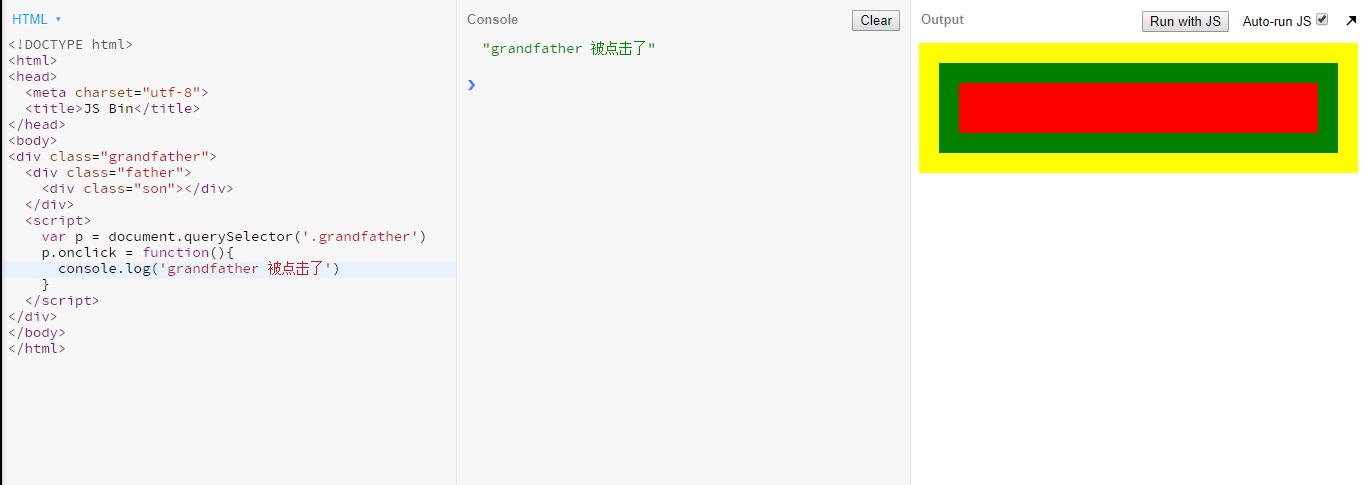 HTML ▾
<!DOCTYPE html>
<html>
<head>
  <meta charset="utf-8">
  <title>JS Bin</title>
</head>
<body>
<div class="grandfather">
  <div class="father">
    <div class="son"></div>
  </div>
  <script>
    var p = document.querySelector('.grandfather')
    p.onclick = function(){
      console.log('grandfather 被点击了')
    }
  </script>
</div>
</body>
</html>
Console
Clear
"grandfather 被点击了"
❯
Output
Run with JS
Auto-run JS